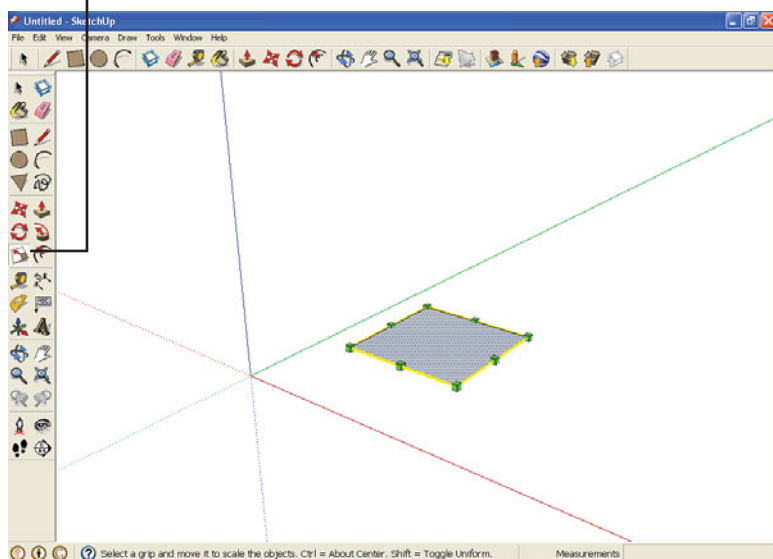 Untitled - SketchUp
File Edit View Camera Draw Tools Window Help
Select a grip and move it to scale the objects. Ctrl = About Center. Shift = Toggle Uniform. Measurements